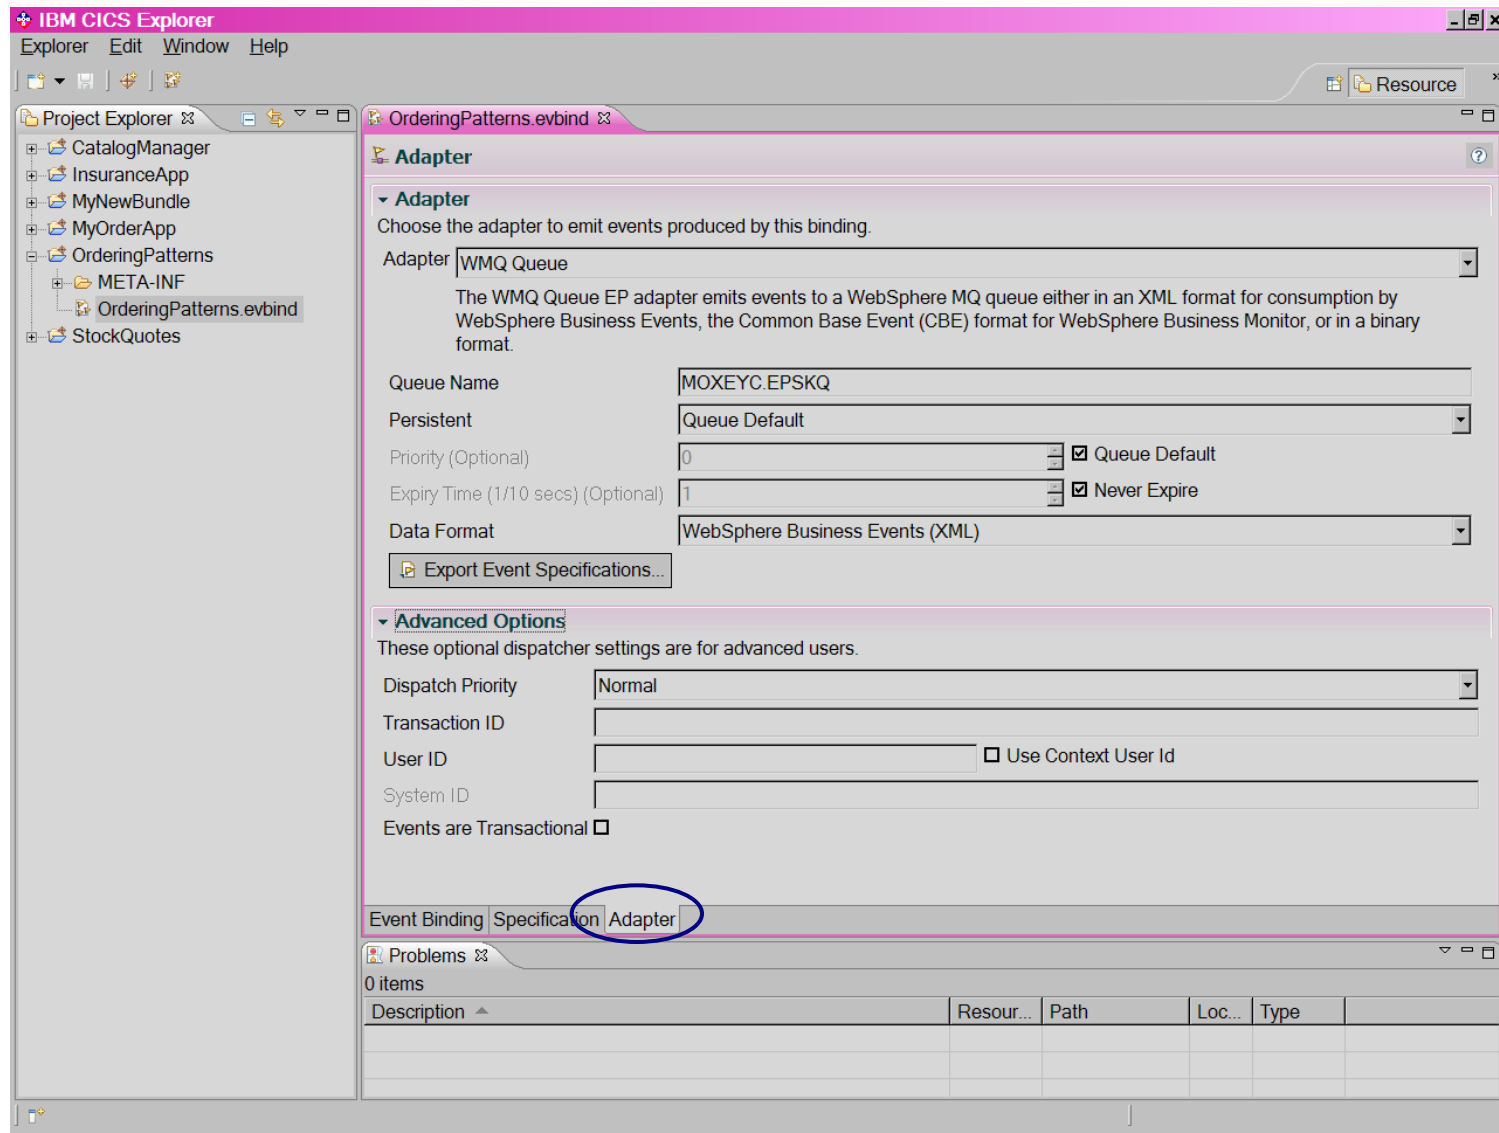 IBM CICS Explorer
Explorer Edit Window Help
Resource
Project Explorer
CatalogManager
InsuranceApp
MyNewBundle
MyOrderApp
OrderingPatterns
META-INF
OrderingPatterns.evbind
StockQuotes
OrderingPatterns.evbind
Adapter
Adapter
Choose the adapter to emit events produced by this binding.
Adapter WMQ Queue
The WMQ Queue EP adapter emits events to a WebSphere MQ queue either in an XML format for consumption by
WebSphere Business Events, the Common Base Event (CBE) format for WebSphere Business Monitor, or in a binary
format.
Queue Name MOXEYC.EPSKQ
Persistent Queue Default
Priority (Optional) 0 Queue Default
Expiry Time (1/10 secs) (Optional) 1 Never Expire
Data Format WebSphere Business Events (XML)
Export Event Specifications...
Advanced Options
These optional dispatcher settings are for advanced users.
Dispatch Priority Normal
Transaction ID
User ID Use Context User Id
System ID
Events are Transactional
Event Binding Specification Adapter
Problems
0 items
Description Resour... Path Loc... Type